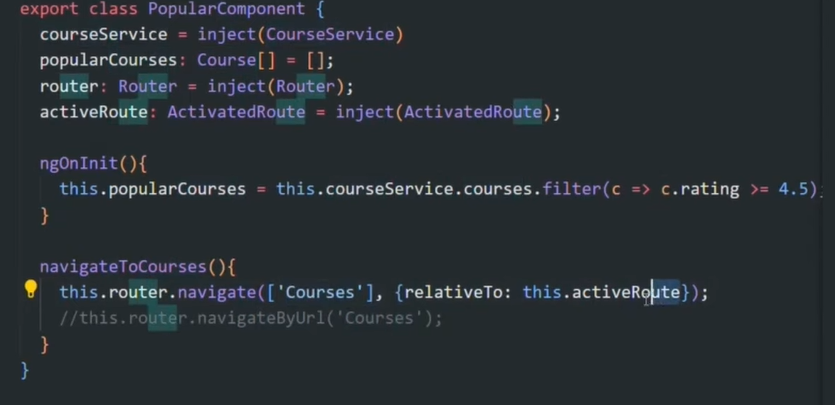 export class PopularComponent {
courseService = inject(CourseService)
popularCourses: Course[] = [];
router: Router = inject(Router);
activeRoute: ActivatedRoute = inject(ActivatedRoute);
ngOnInit(){
this.popularCourses = this.courseService.courses.filter(c => c.rating >= 4.5);
}
navigateToCourses(){
this.router.navigate(['Courses'], {relativeTo: this.activeRoute});
//this.router.navigateByUrl('Courses');
}
}